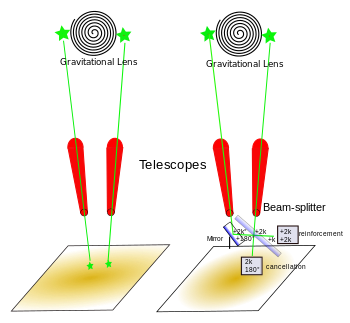 Gravitational Lens
Gravitational Lens
Telescopes
Beam-splitter
Mirror
+2k
+180°
+2k
+k
+2k
+2k
reinforcement
2k
180°
cancellation